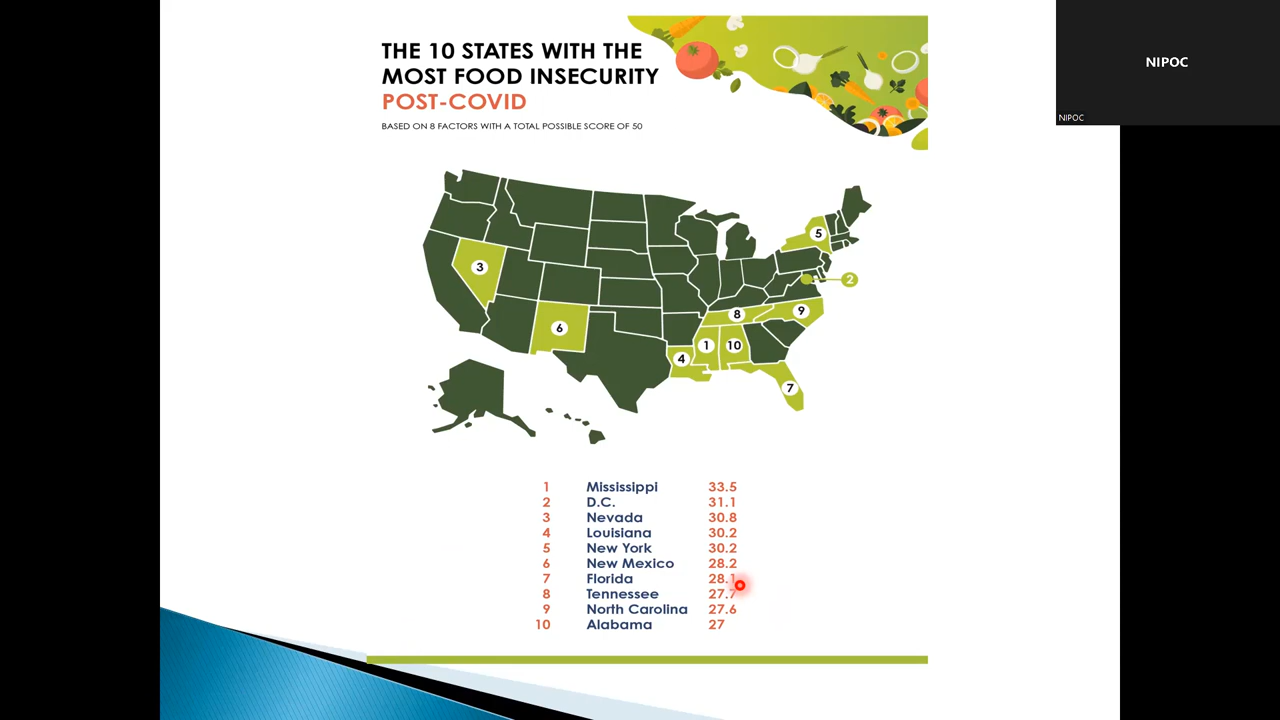 THE 10 STATES WITH THE
MOST FOOD INSECURITY
POST-COVID
BASED ON 8 FACTORS WITH A TOTAL POSSIBLE SCORE OF 50
NIPOC
NIPOC
5
3
2
9
8
6
1
10
4
7
1 Mississippi 33.5
2 D.C. 31.1
3 Nevada 30.8
4 Louisiana 30.2
5 New York 30.2
6 New Mexico 28.2
7 Florida 28.1
8 Tennessee 27.7
9 North Carolina 27.6
10 Alabama 27